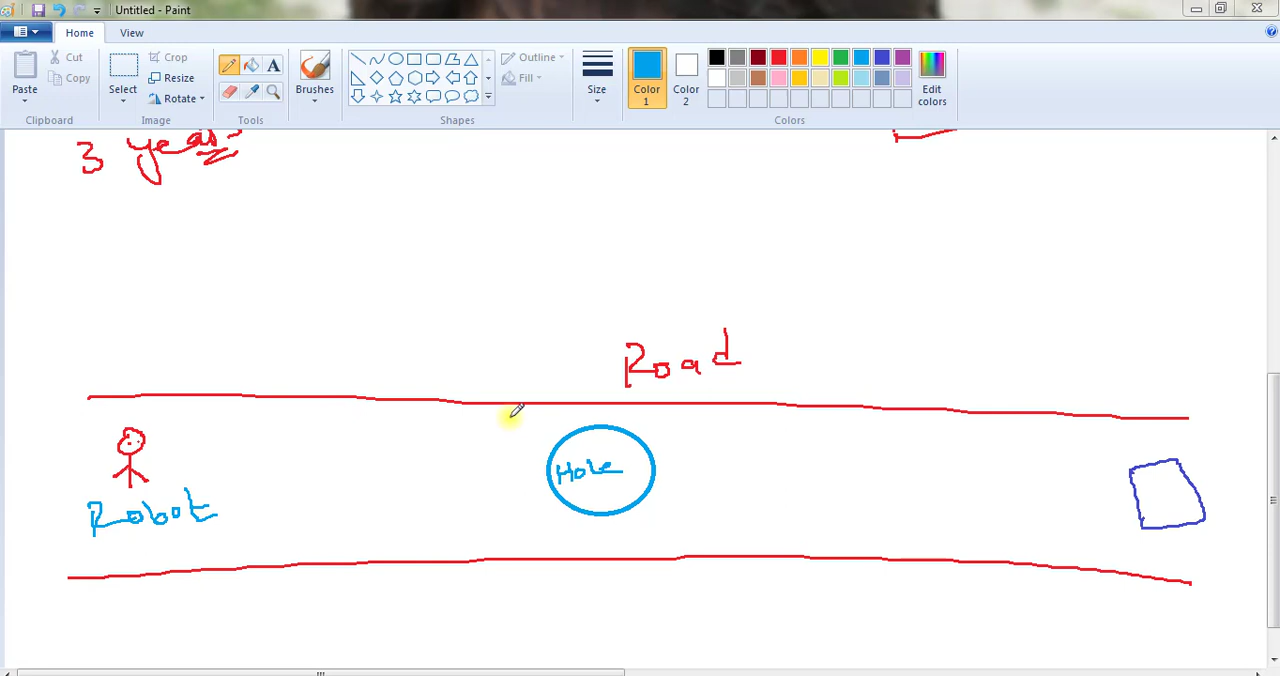 Untitled - Paint
Home View
Paste
Cut
Copy
Clipboard
Select
Crop
Resize
Rotate
Image
A
Tools
Brushes
Shapes
Outline
Fill
Size
Color 1
Color 2
Edit colors
Colors
3 years
Road
Hole
Robot